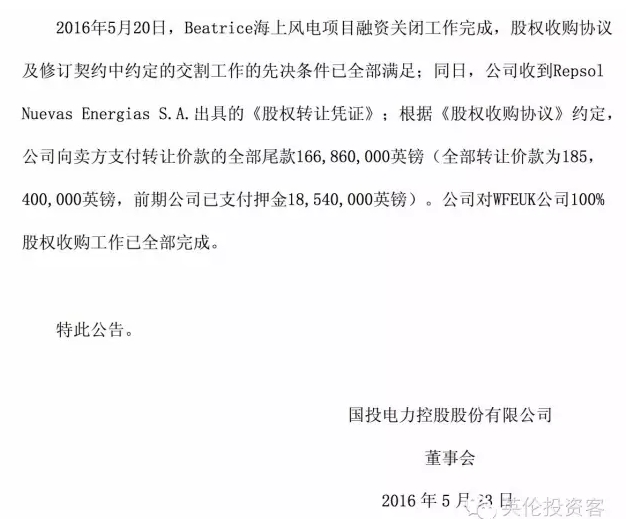 2016年5月20日，Beatrice海上风电项目融资关闭工作完成，股权收购协议
及修订契约中约定的交割工作的先决条件已全部满足；同日，公司收到Repsol
Nuevas Energias S.A.出具的《股权转让凭证》；根据《股权收购协议》约定，
公司向卖方支付转让价款的全部尾款166,860,000英镑（全部转让价款为185,
400,000英镑，前期公司已支付押金18,540,000英镑）。公司对WFEUK公司100%
股权收购工作已全部完成。
特此公告。
国投电力控股股份有限公司
董事会
2016 年 5 月 3 日
英伦投资客